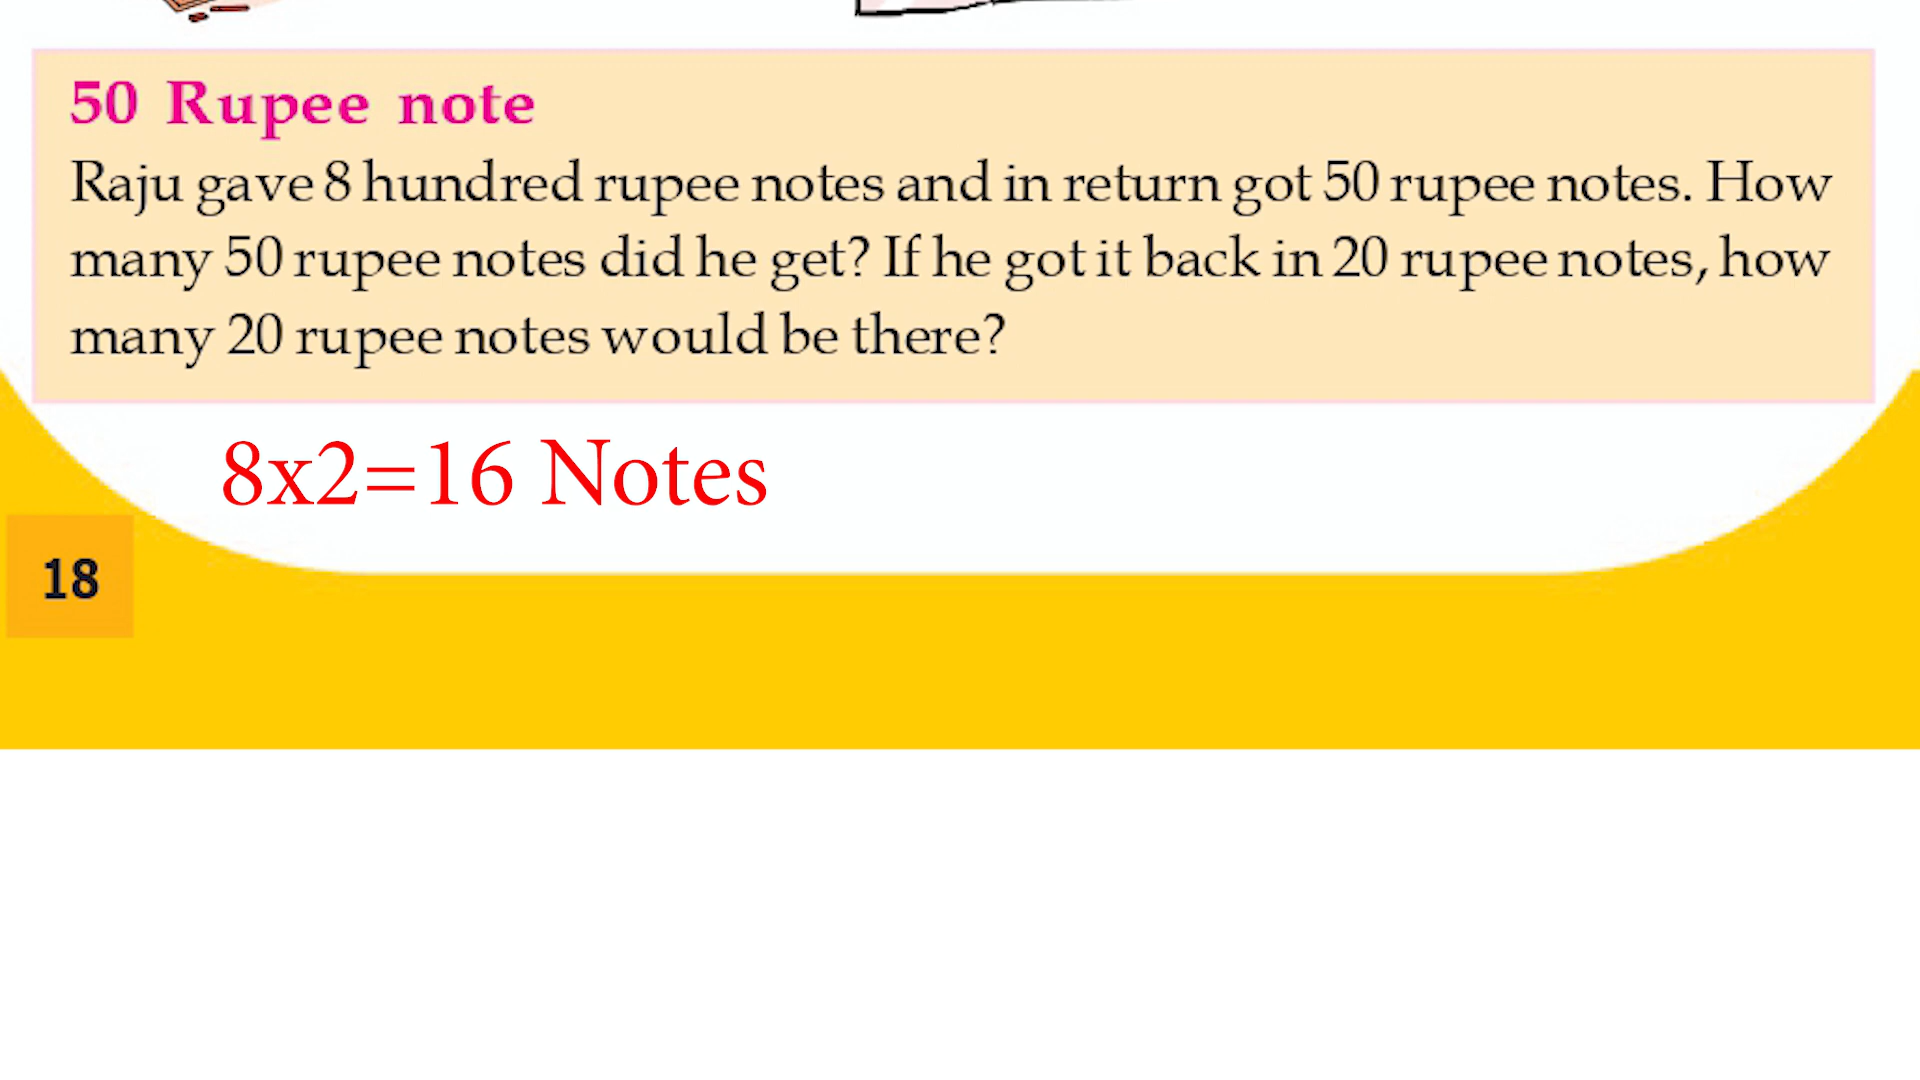 50 Rupee note
Raju gave 8 hundred rupee notes and in return got 50 rupee notes. How
many 50 rupee notes did he get? If he got it back in 20 rupee notes, how
many 20 rupee notes would be there?
8x2=16 Notes
18